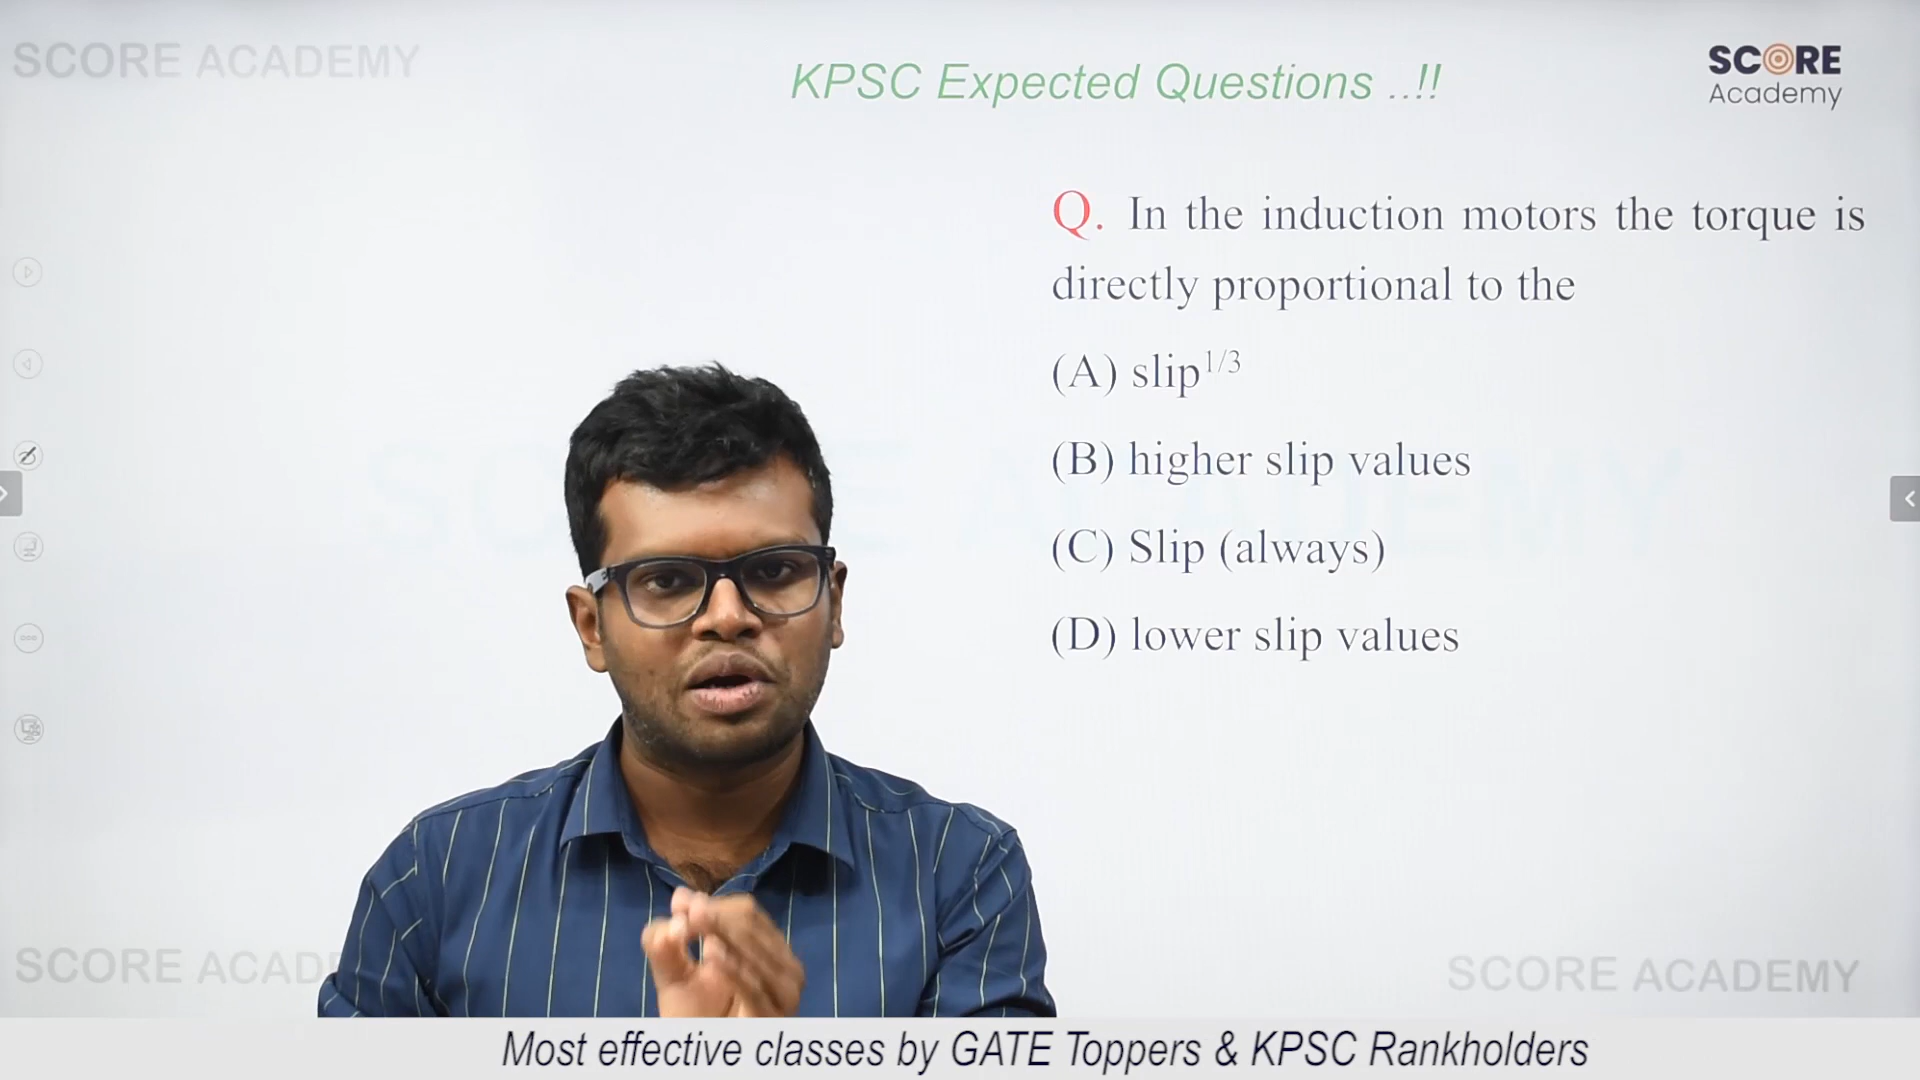 SCORE ACADEMY
KPSC Expected Questions ..!!
SCORE
Academy
Q. In the induction motors the torque is
directly proportional to the
(A) slip^1/3
(B) higher slip values
(C) Slip (always)
(D) lower slip values
SCORE ACADEMY
SCORE ACAD
SCORE ACADEMY
Most effective classes by GATE Toppers & KPSC Rankholders